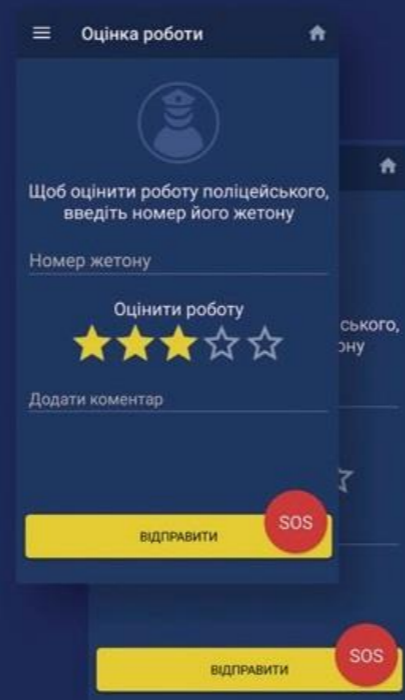 Оцінка роботи
Щоб оцінити роботу поліцейського,
введіть номер його жетону
Номер жетону
Оцінити роботу
Додати коментар
SOS
ВІДПРАВИТИ
ського,
ону
SOS
ВІДПРАВИТИ